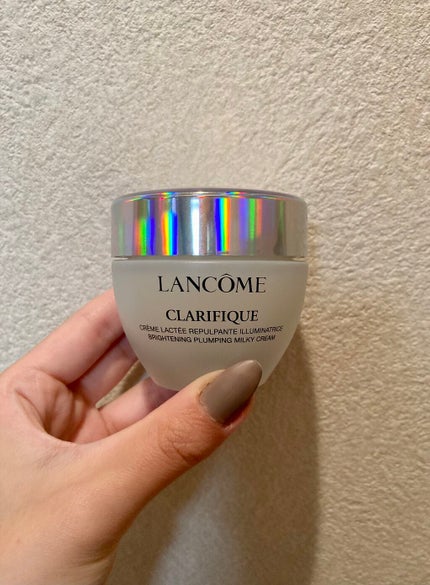 LANCÔME
CLARIFIQUE
CRÈME LACTÉE REPULPANTE ILLUMINATRICE
BRIGHTENING PLUMPING MILKY CREAM